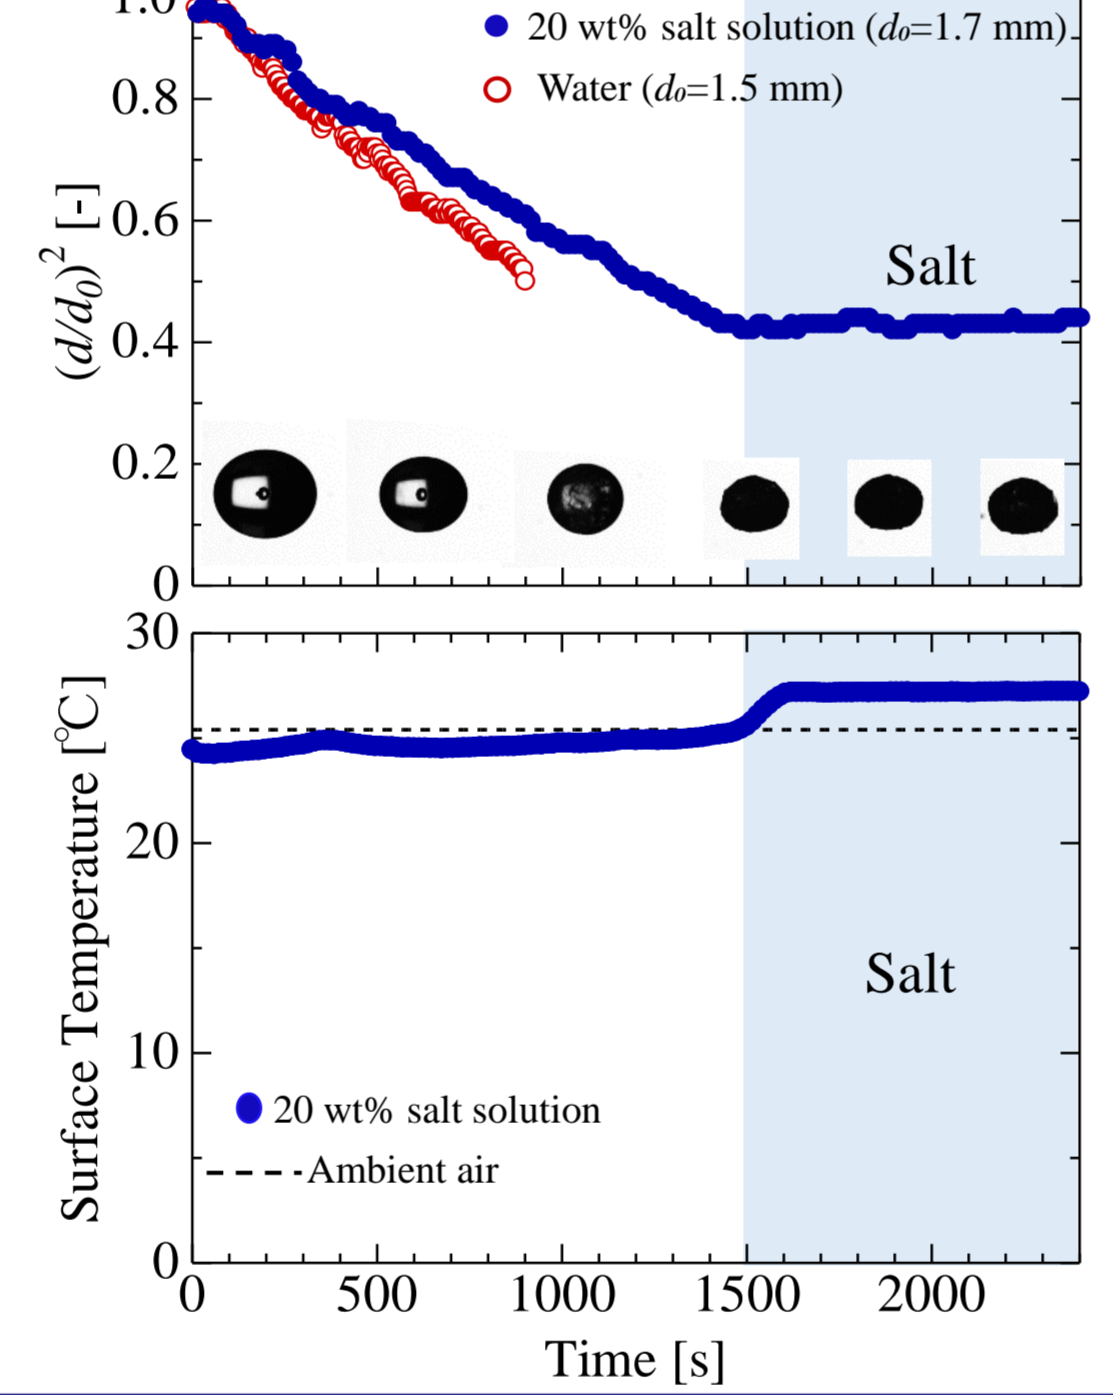 1.0
20 wt% salt solution (d₀=1.7 mm)
Water (d₀=1.5 mm)
0.8
0.6
0.4
0.2
0
(d/d₀)² [-]
Salt
30
20
10
0
Surface Temperature [℃]
Salt
20 wt% salt solution
Ambient air
0 500 1000 1500 2000
Time [s]